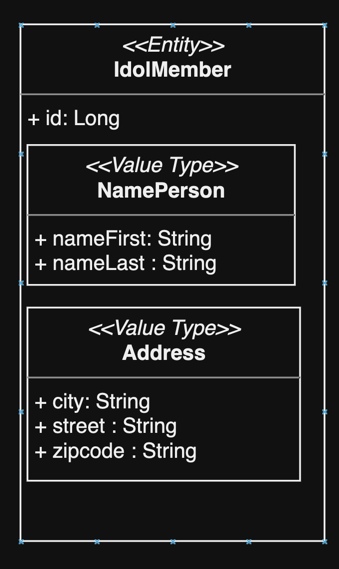 <<Entity>>
IdolMember
+ id: Long
<<Value Type>>
NamePerson
+ nameFirst: String
+ nameLast : String
<<Value Type>>
Address
+ city: String
+ street : String
+ zipcode : String